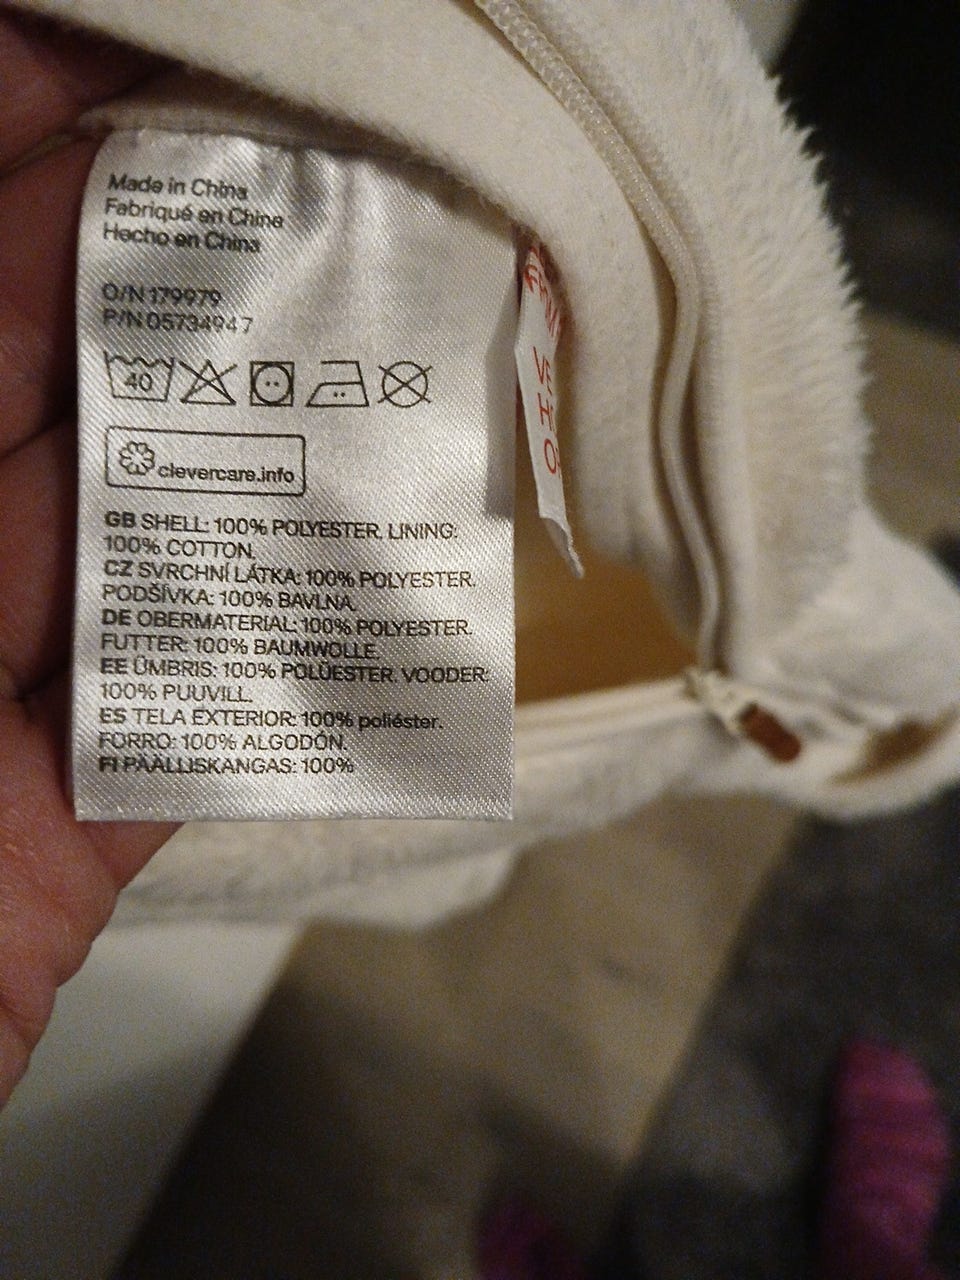 Made in China
Fabriqué en Chine
Hecho en China
O/N 179979
P/N 05734947
40
clevercare.info
GB SHELL: 100% POLYESTER. LINING:
100% COTTON.
CZ SVRCHNÍ LÁTKA: 100% POLYESTER.
PODŠÍVKA: 100% BAVLNA.
DE OBERMATERIAL: 100% POLYESTER.
FUTTER: 100% BAUMWOLLE.
EE ÜMBRIS: 100% POLÜESTER. VOODER:
100% PUUVILL.
ES TELA EXTERIOR: 100% poliéster.
FORRO: 100% ALGODÓN.
FI PÄÄLLISKANGAS: 100%